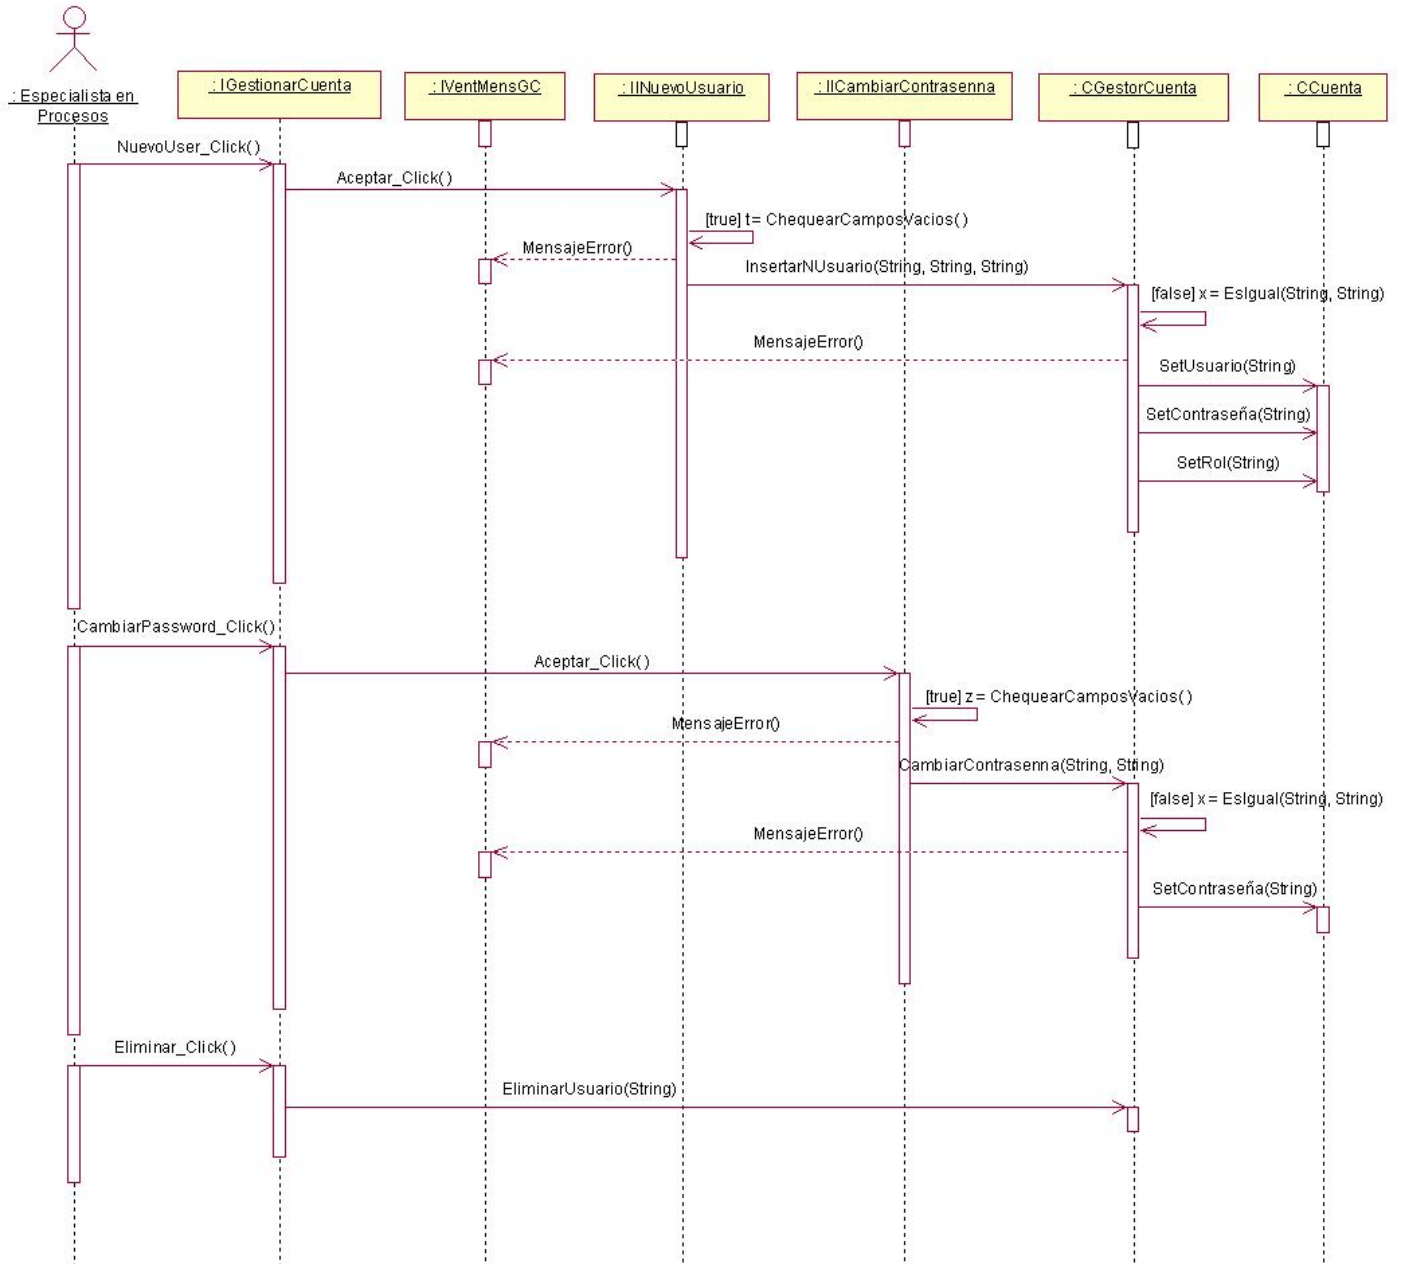 : Especialista en
Procesos
: IGestionarCuenta
: IVentMensGC
: IINuevoUsuario
: IICambiarContrasenna
: CGestorCuenta
: CCuenta
NuevoUser_Click()
Aceptar_Click()
[true] t= ChequearCamposVacios()
MensajeError()
InsertarNUsuario(String, String, String)
[false] x = EsIgual(String, String)
MensajeError()
SetUsuario(String)
SetContraseña(String)
SetRol(String)
CambiarPassword_Click()
Aceptar_Click()
[true] z= ChequearCamposVacios()
MensajeError()
CambiarContrasenna(String, String)
[false] x = EsIgual(String, String)
MensajeError()
SetContraseña(String)
Eliminar_Click()
EliminarUsuario(String)